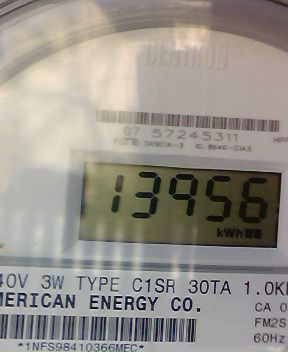 CENTRON
07 57245311
13956
kWh
40V 3W TYPE C1SR 30TA 1.0K
MERICAN ENERGY CO.
CA 0
FM2S
60Hz
*1NFS98410366MEC*